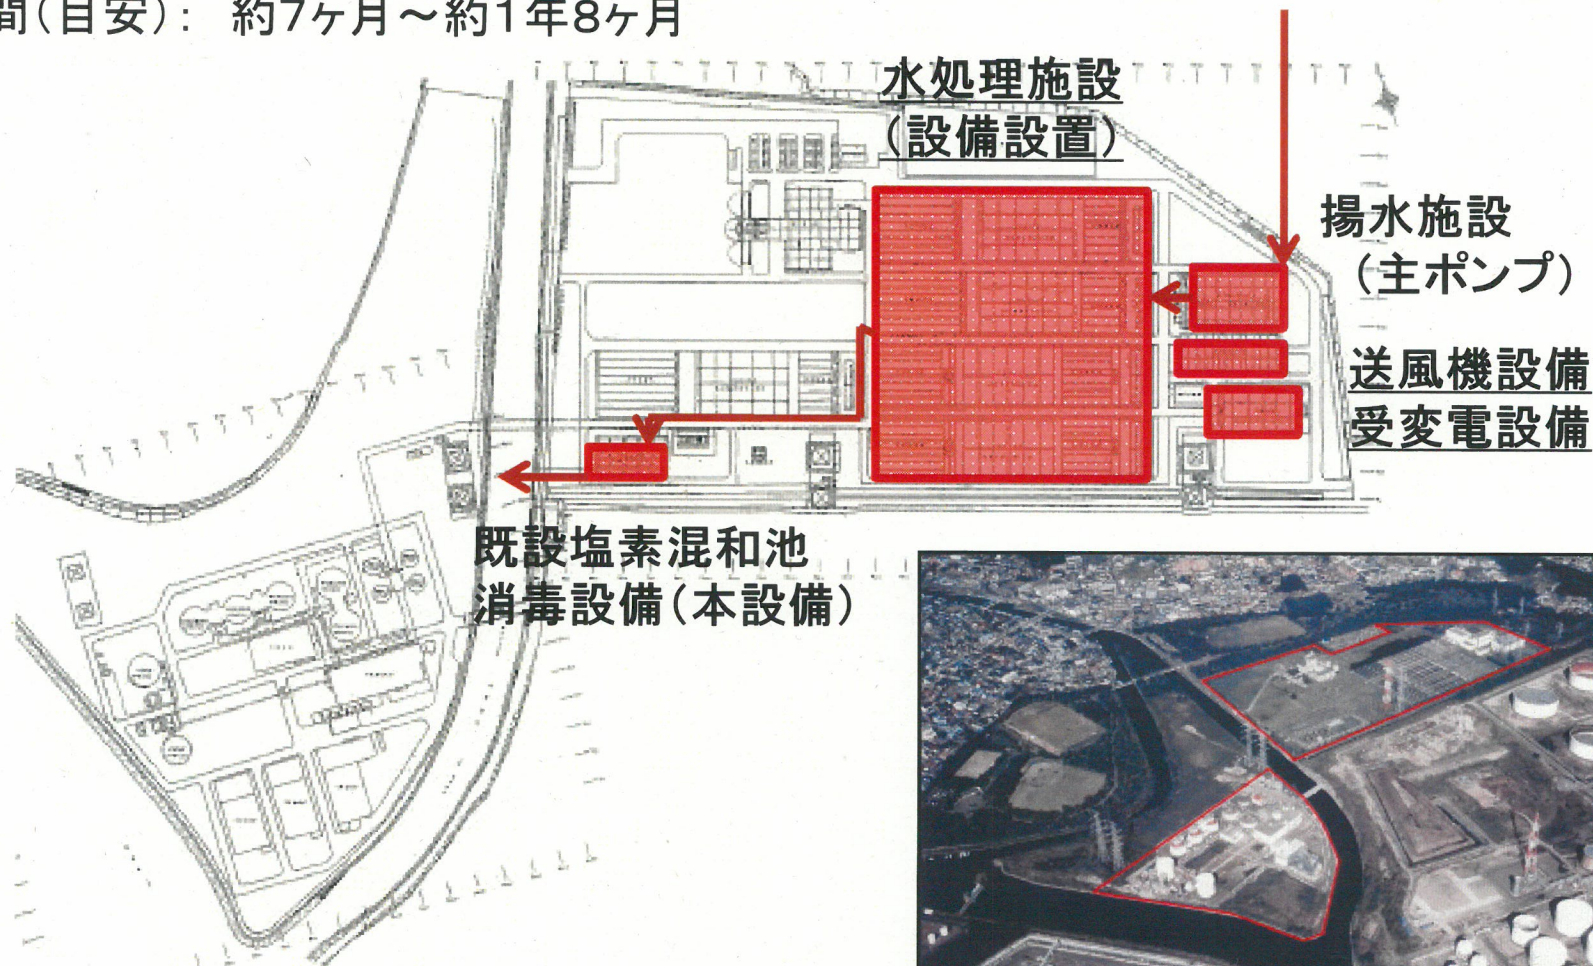 間(目安): 約7ヶ月～約1年8ヶ月
水処理施設
(設備設置)
揚水施設
(主ポンプ)
送風機設備
受変電設備
既設塩素混和池
消毒設備(本設備)